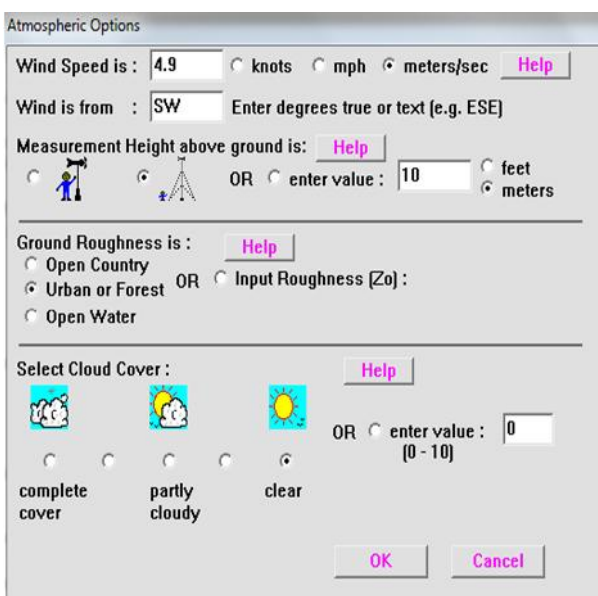 Atmospheric Options
Wind Speed is : 4.9 knots mph meters/sec Help
Wind is from : SW Enter degrees true or text (e.g. ESE)
Measurement Height above ground is: Help
OR enter value : 10 feet
meters
Ground Roughness is : Help
Open Country
Urban or Forest OR Input Roughness (Zo) :
Open Water
Select Cloud Cover : Help
OR enter value : 0
(0 - 10)
complete partly clear
cover cloudy
OK Cancel